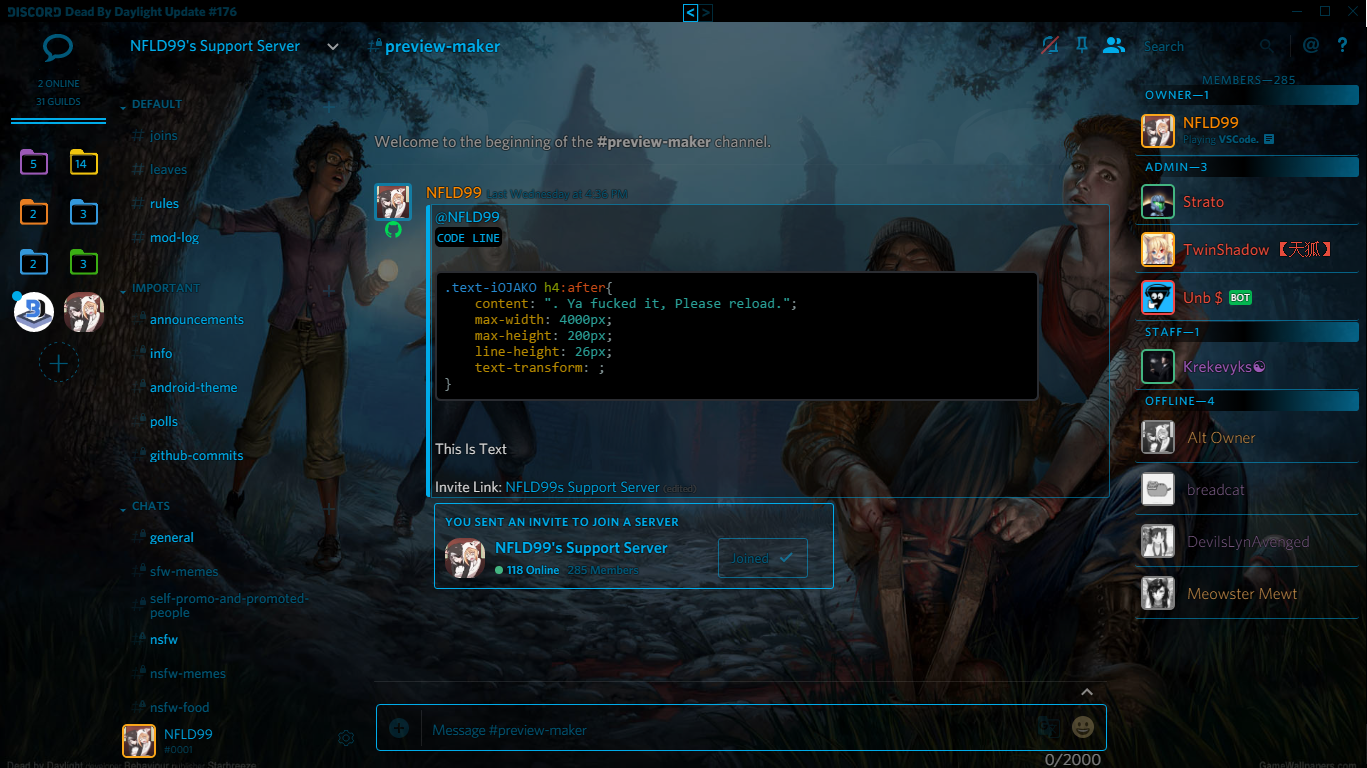 DISCORD Dead By Daylight Update #176
< >
2 ONLINE
31 GUILDS
5
14
2
3
2
3
NFLD99's Support Server
DEFAULT
joins
leaves
rules
mod-log
IMPORTANT
announcements
info
android-theme
polls
github-commits
CHATS
general
sfw-memes
self-promo-and-promoted-
people
nsfw
nsfw-memes
nsfw-food
NFLD99
#0001
Dead by Daylight developer Behaviour publisher Starbreeze
#preview-maker
Search
@ ?
Welcome to the beginning of the #preview-maker channel.
NFLD99 Last Wednesday at 4:36 PM
@NFLD99
CODE LINE
.text-iOJAKO h4:after{
content: ". Ya fucked it, Please reload.";
max-width: 4000px;
max-height: 200px;
line-height: 26px;
text-transform: ;
}
This Is Text
Invite Link: NFLD99s Support Server (edited)
YOU SENT AN INVITE TO JOIN A SERVER
NFLD99's Support Server
118 Online 285 Members
Joined
Message #preview-maker
0/2000
MEMBERS—285
OWNER—1
NFLD99
Playing VSCode.
ADMIN—3
Strato
TwinShadow 【天狐】
Unb $ BOT
STAFF—1
Krekevyks☯
OFFLINE—4
Alt Owner
breadcat
DevilsLynAvenged
Meowster Mewt
GameWallpapers.com